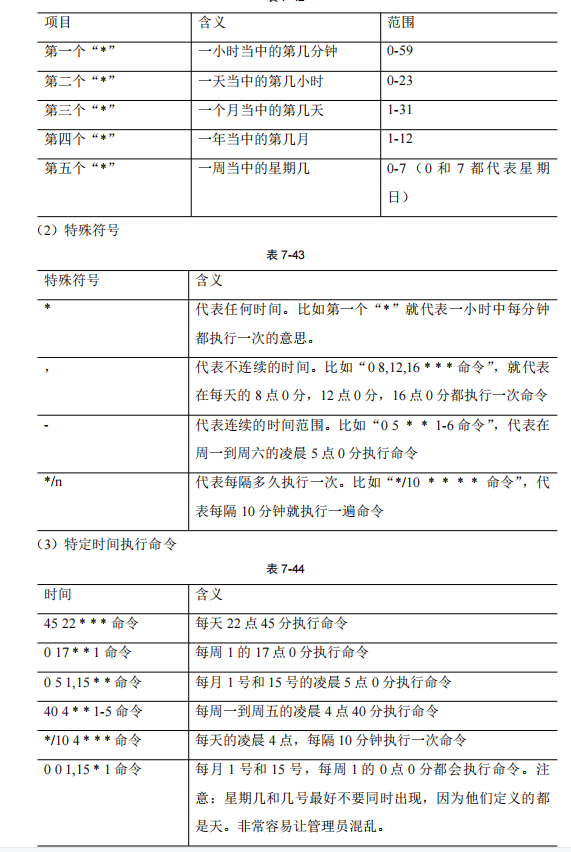 项目 含义 范围
第一个“*” 一小时当中的第几分钟 0-59
第二个“*” 一天当中的第几小时 0-23
第三个“*” 一个月当中的第几天 1-31
第四个“*” 一年当中的第几月 1-12
第五个“*” 一周当中的星期几 0-7（0 和 7 都代表星期
日）
（2）特殊符号
表 7-43
特殊符号 含义
* 代表任何时间。比如第一个“*”就代表一小时中每分钟
都执行一次的意思。
， 代表不连续的时间。比如“0 8,12,16 * * * 命令”，就代表
在每天的 8 点 0 分，12 点 0 分，16 点 0 分都执行一次命令
- 代表连续的时间范围。比如“0 5 * * 1-6 命令”，代表在
周一到周六的凌晨 5 点 0 分执行命令
*/n 代表每隔多久执行一次。比如“*/10 * * * * 命令”，代
表每隔 10 分钟就执行一遍命令
（3）特定时间执行命令
表 7-44
时间 含义
45 22 * * * 命令 每天 22 点 45 分执行命令
0 17 * * 1 命令 每周 1 的 17 点 0 分执行命令
0 5 1,15 * * 命令 每月 1 号和 15 号的凌晨 5 点 0 分执行命令
40 4 * * 1-5 命令 每周一到周五的凌晨 4 点 40 分执行命令
*/10 4 * * * 命令 每天的凌晨 4 点，每隔 10 分钟执行一次命令
0 0 1,15 * 1 命令 每月 1 号和 15 号，每周 1 的 0 点 0 分都会执行命令。注
意：星期几和几号最好不要同时出现，因为他们定义的都
是天。非常容易让管理员混乱。